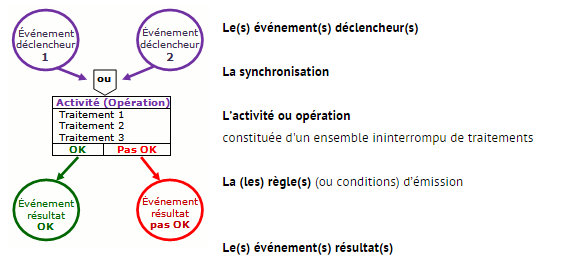 Événement
déclencheur
1
Événement
déclencheur
2
Le(s) événement(s) déclencheur(s)
ou
La synchronisation
Activité (Opération)
Traitement 1
Traitement 2
Traitement 3
OK
Pas OK
L'activité ou opération
constituée d'un ensemble ininterrompu de traitements
La (les) règle(s) (ou conditions) d'émission
Événement
résultat
OK
Événement
résultat
pas OK
Le(s) événement(s) résultat(s)